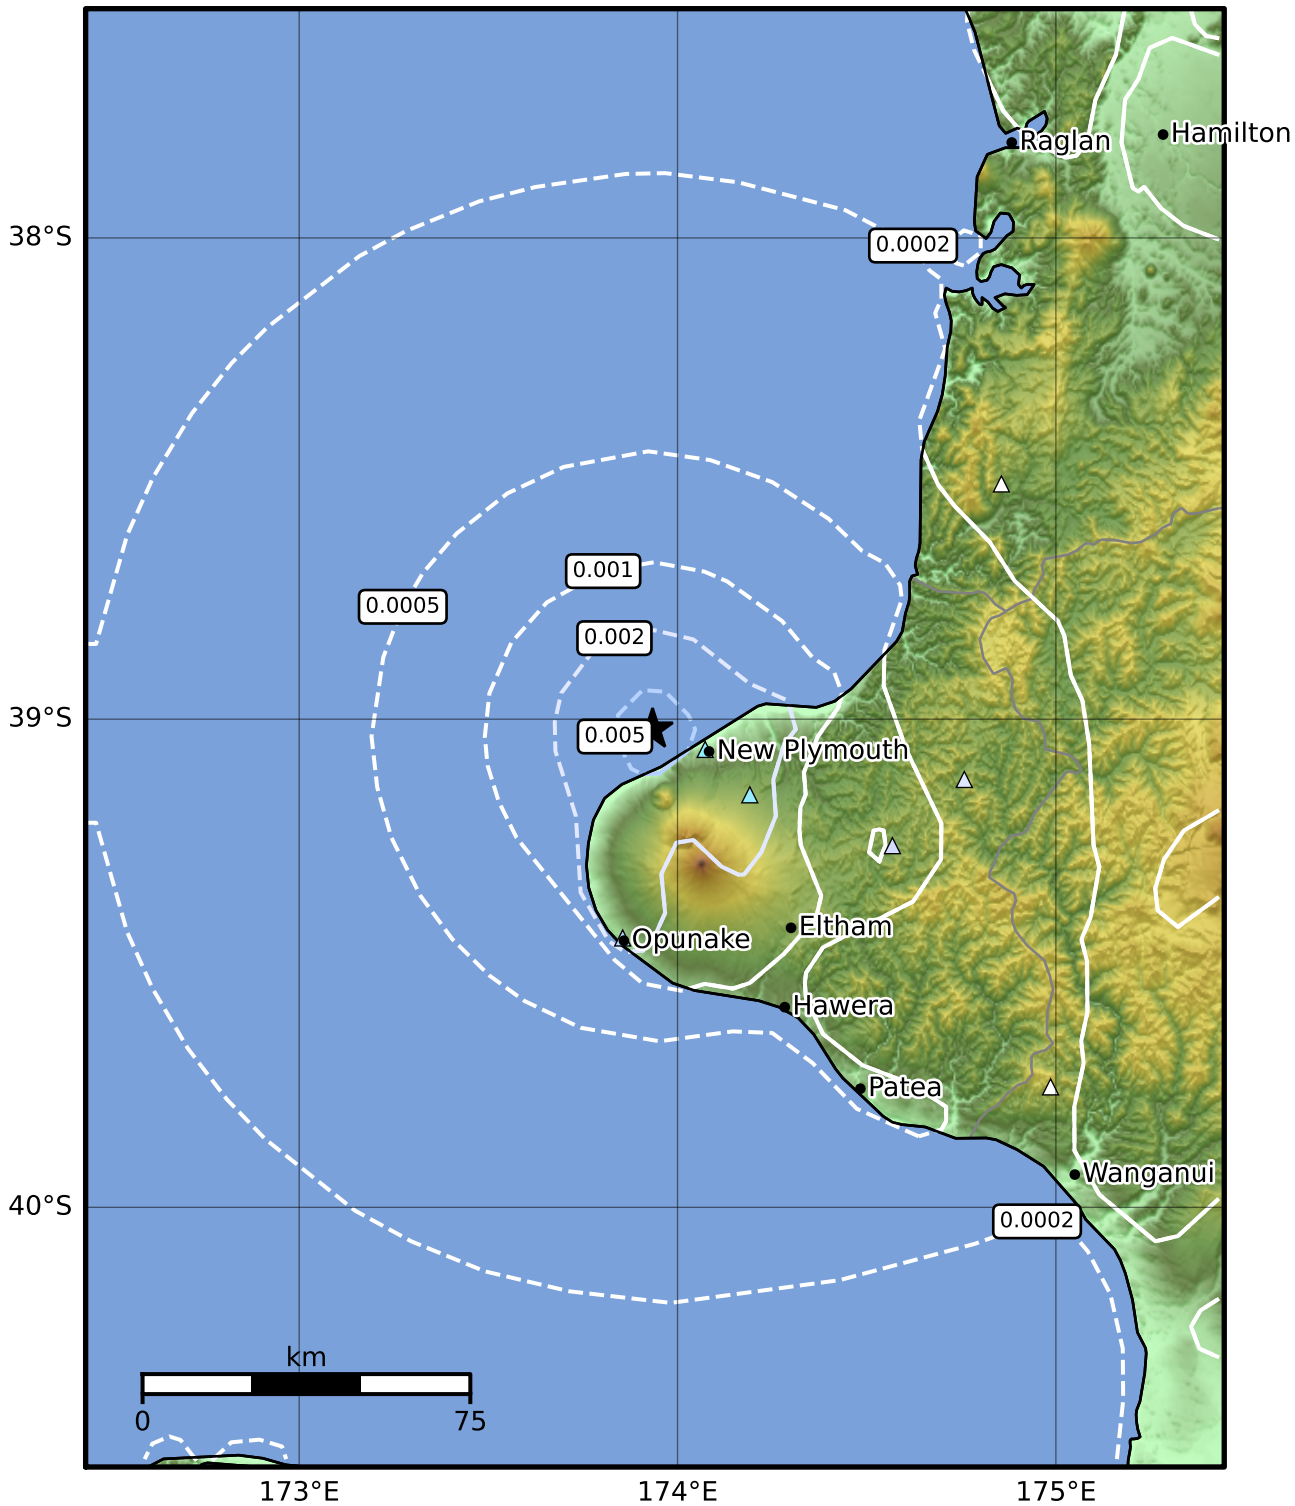 Hamilton
Raglan
38°S
0.0002
0.001
0.0005
0.002
39°S
0.005
New Plymouth
Eltham
Opunake
Hawera
Patea
Wanganui
40°S
0.0002
km
0 75
173°E 174°E 175°E